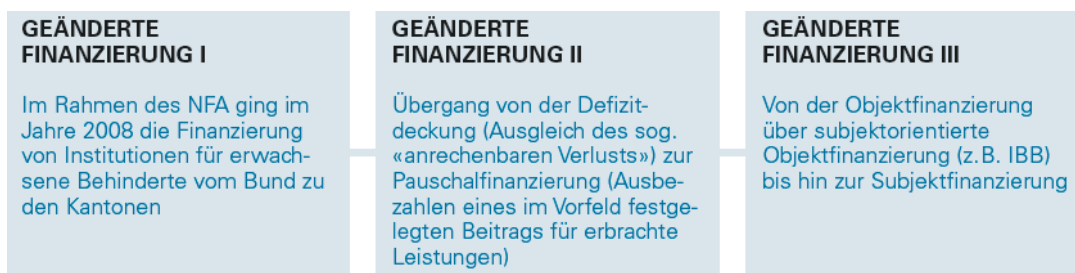 GEÄNDERTE
FINANZIERUNG I
Im Rahmen des NFA ging im
Jahre 2008 die Finanzierung
von Institutionen für erwach-
sene Behinderte vom Bund zu
den Kantonen
GEÄNDERTE
FINANZIERUNG II
Übergang von der Defizit-
deckung (Ausgleich des sog.
«anrechenbaren Verlusts») zur
Pauschalfinanzierung (Ausbe-
zahlen eines im Vorfeld festge-
legten Beitrags für erbrachte
Leistungen)
GEÄNDERTE
FINANZIERUNG III
Von der Objektfinanzierung
über subjektorientierte
Objektfinanzierung (z.B. IBB)
bis hin zur Subjektfinanzierung